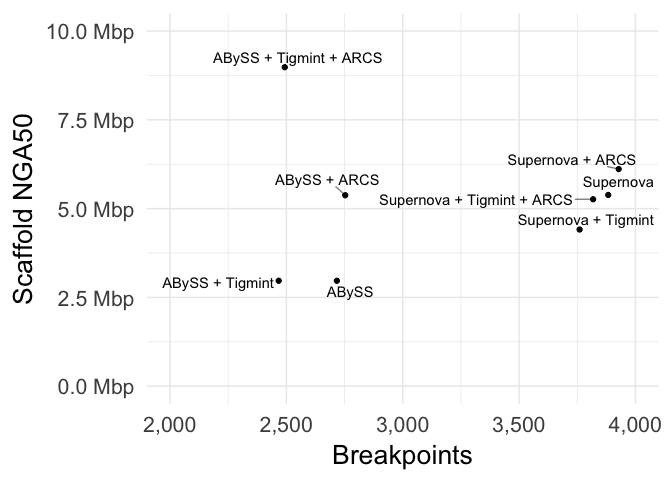 10.0 Mbp
ABySS + Tigmint + ARCS
7.5 Mbp
Supernova + ARCS
ABySS + ARCS
Supernova
Supernova + Tigmint + ARCS
5.0 Mbp
Supernova + Tigmint
Scaffold NGA50
ABySS + Tigmint
ABySS
2.5 Mbp
0.0 Mbp
2,000
2,500
3,000
3,500
4,000
Breakpoints